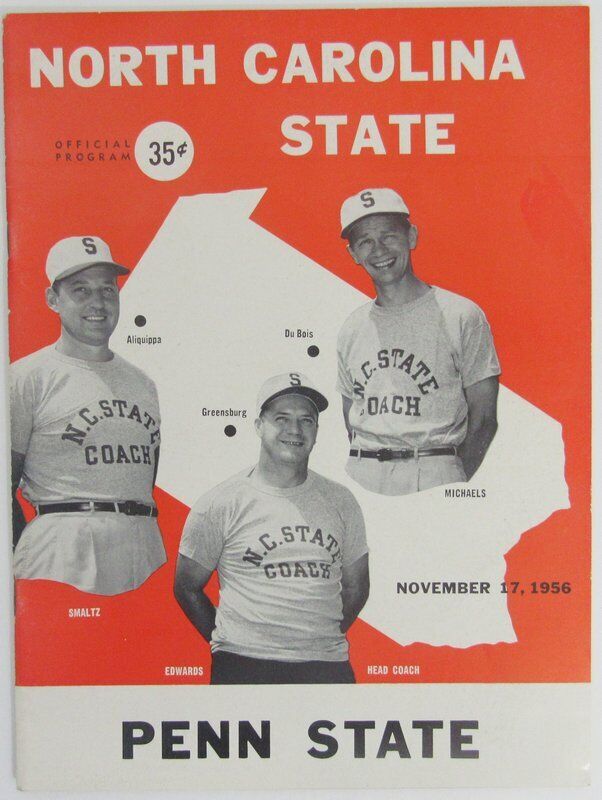 NORTH CAROLINA
STATE
OFFICIAL
PROGRAM
35¢
S
S
Aliquippa
Du Bois
N.C. STATE
COACH
S
Greensburg
N.C. STATE
COACH
MICHAELS
N.C. STATE
COACH
NOVEMBER 17, 1956
SMALTZ
EDWARDS
HEAD COACH
PENN STATE